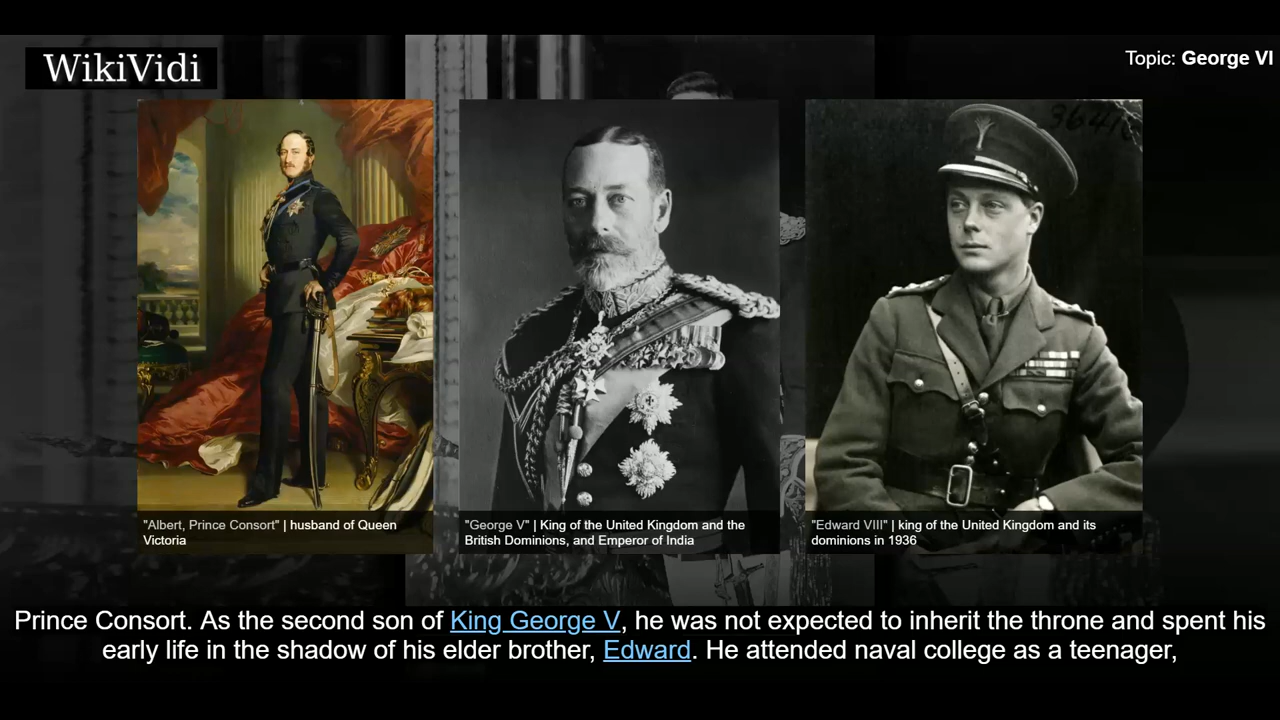 WikiVidi
Topic: George VI
"Albert, Prince Consort" | husband of Queen
Victoria
"George V" | King of the United Kingdom and the
British Dominions, and Emperor of India
"Edward VIII" | king of the United Kingdom and its
dominions in 1936
Prince Consort. As the second son of King George V, he was not expected to inherit the throne and spent his
early life in the shadow of his elder brother, Edward. He attended naval college as a teenager,